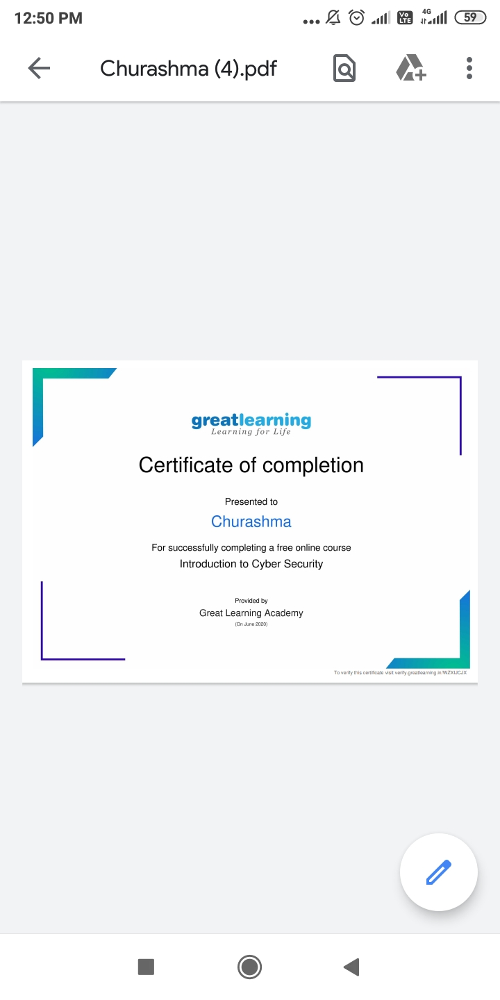 12:50 PM
... Vo LTE 4G 59
Churashma (4).pdf
greatlearning
Learning for Life
Certificate of completion
Presented to
Churashma
For successfully completing a free online course
Introduction to Cyber Security
Provided by
Great Learning Academy
(On June 2020)
To verify this certificate visit verify.greatlearning.in/WZXIJCJX